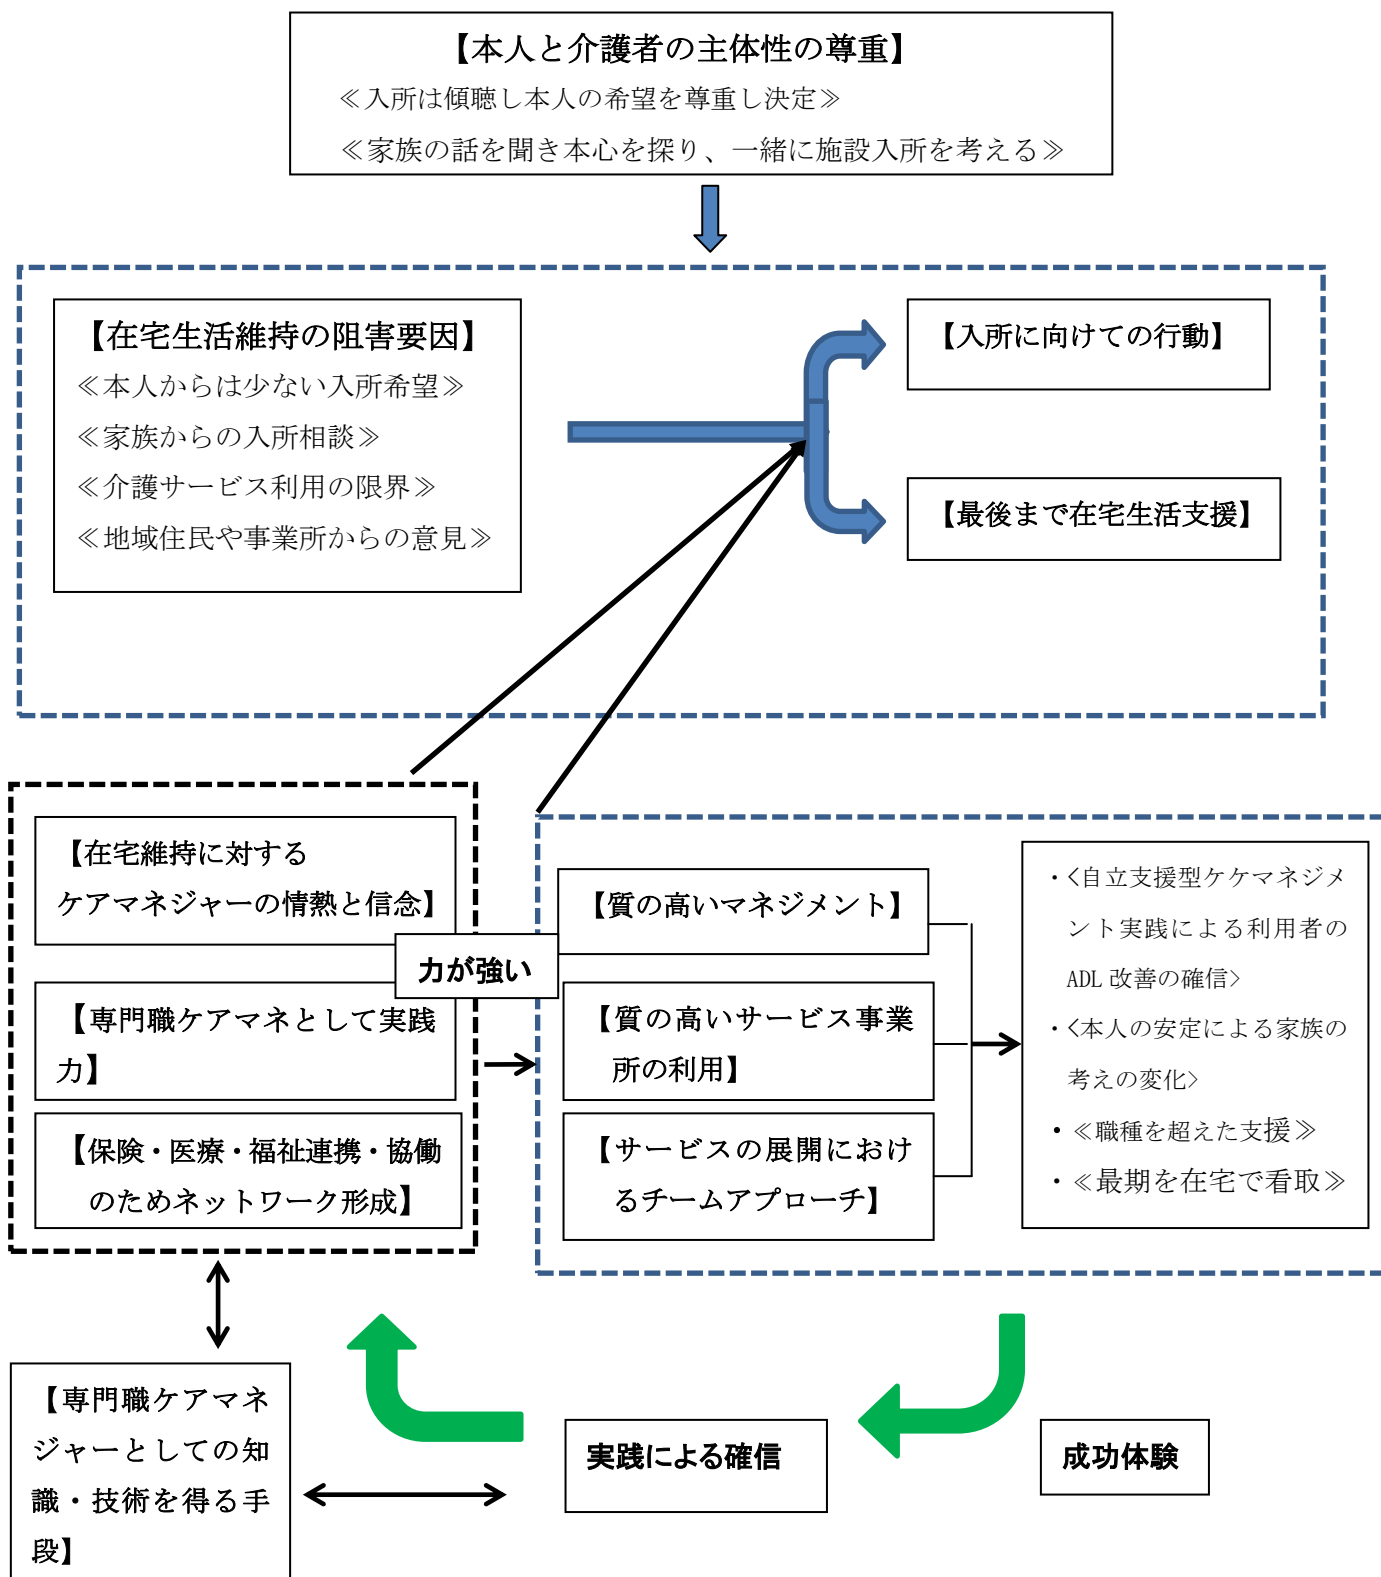 【本人と介護者の主体性の尊重】
≪入所は傾聴し本人の希望を尊重し決定≫
≪家族の話を聞き本心を探り、一緒に施設入所を考える≫
【在宅生活維持の阻害要因】
≪本人からは少ない入所希望≫
≪家族からの入所相談≫
≪介護サービス利用の限界≫
≪地域住民や事業所からの意見≫
【入所に向けての行動】
【最後まで在宅生活支援】
【在宅維持に対する
ケアマネジャーの情熱と信念】
力が強い
【専門職ケアマネとして実践
力】
【保険・医療・福祉連携・協働
のためネットワーク形成】
【質の高いマネジメント】
【質の高いサービス事業
所の利用】
【サービスの展開におけ
るチームアプローチ】
・<自立支援型ケケマネジメ
ント実践による利用者の
ADL 改善の確信>
・<本人の安定による家族の
考えの変化>
・≪職種を超えた支援≫
・≪最期を在宅で看取≫
【専門職ケアマネ
ジャーとしての知
識・技術を得る手
段】
実践による確信
成功体験